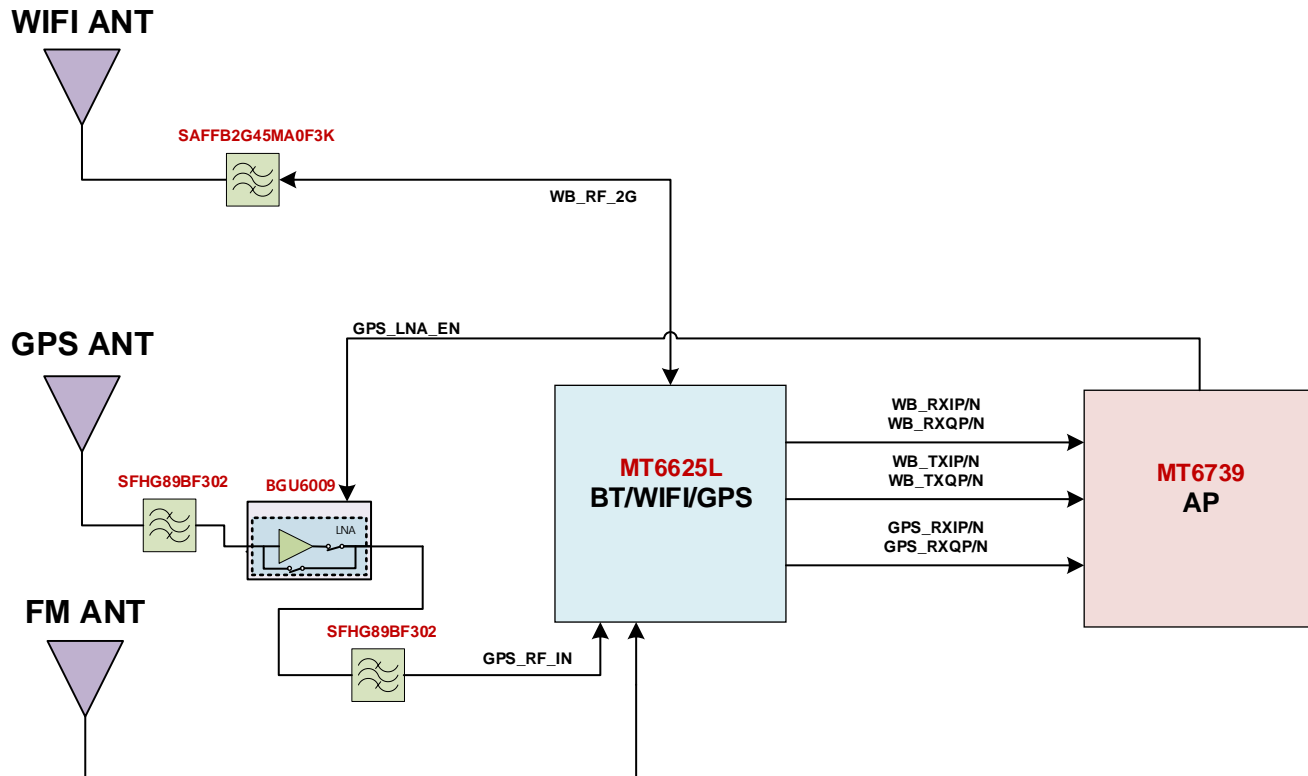 WIFI ANT
SAFFB2G45MA0F3K
WB_RF_2G
GPS_LNA_EN
GPS ANT
SFHG89BF302
BGU6009
LNA
MT6625L
BT/WIFI/GPS
WB_RXIP/N
WB_RXQP/N
WB_TXIP/N
WB_TXQP/N
GPS_RXIP/N
GPS_RXQP/N
MT6739
AP
FM ANT
SFHG89BF302
GPS_RF_IN